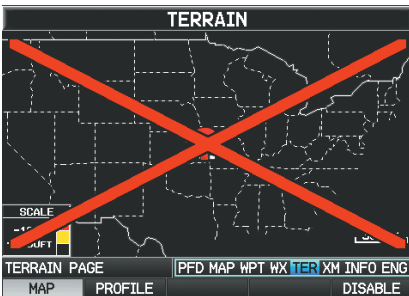 TERRAIN
SCALE
TERRAIN PAGE
PFD MAP WPT WX TER XM INFO ENG
MAP PROFILE DISABLE